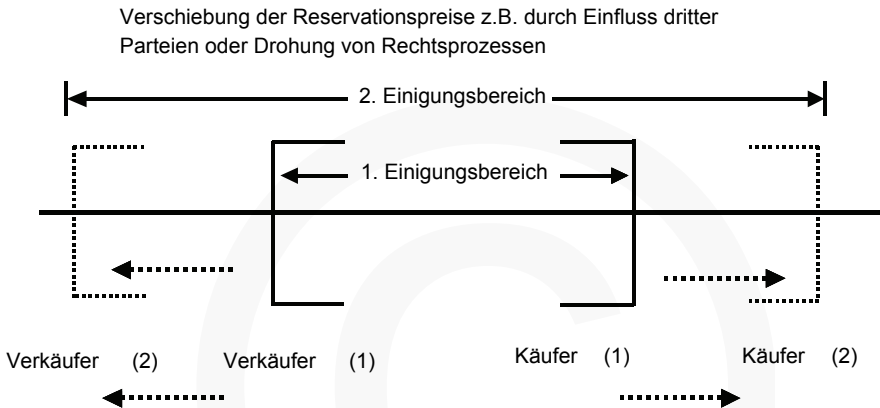 Verschiebung der Reservationspreise z.B. durch Einfluss dritter
Parteien oder Drohung von Rechtsprozessen
2. Einigungsbereich
1. Einigungsbereich
Verkäufer (2) Verkäufer (1) Käufer (1) Käufer (2)